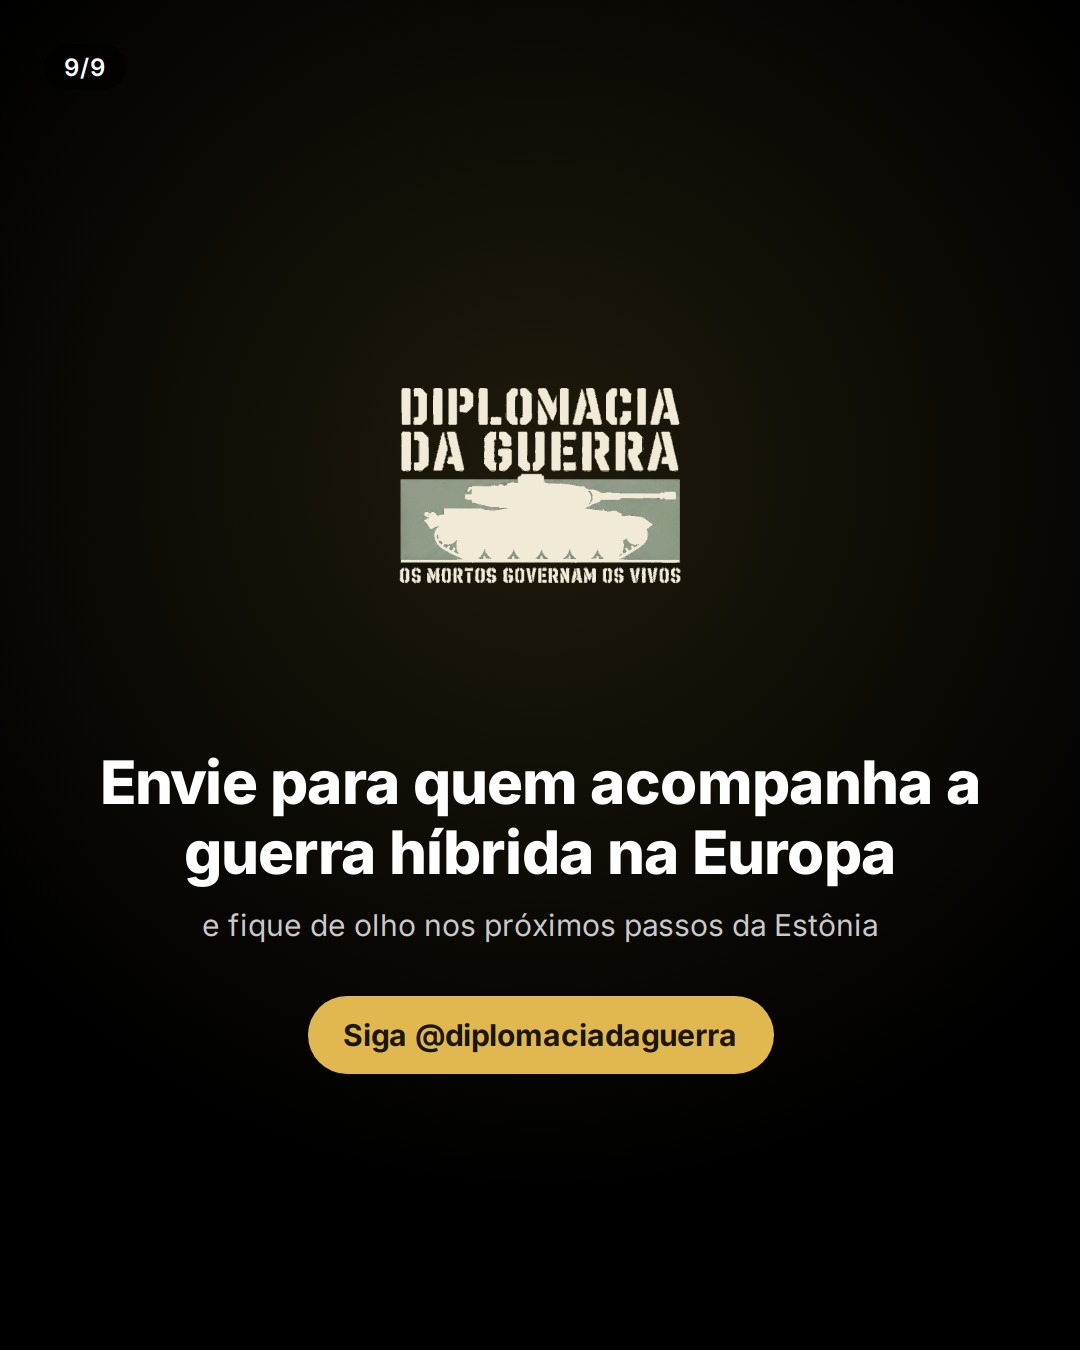 9/9
DIPLOMACIA
DA GUERRA
OS MORTOS GOVERNAM OS VIVOS
Envie para quem acompanha a
guerra híbrida na Europa
e fique de olho nos próximos passos da Estônia
Siga @diplomaciadaguerra